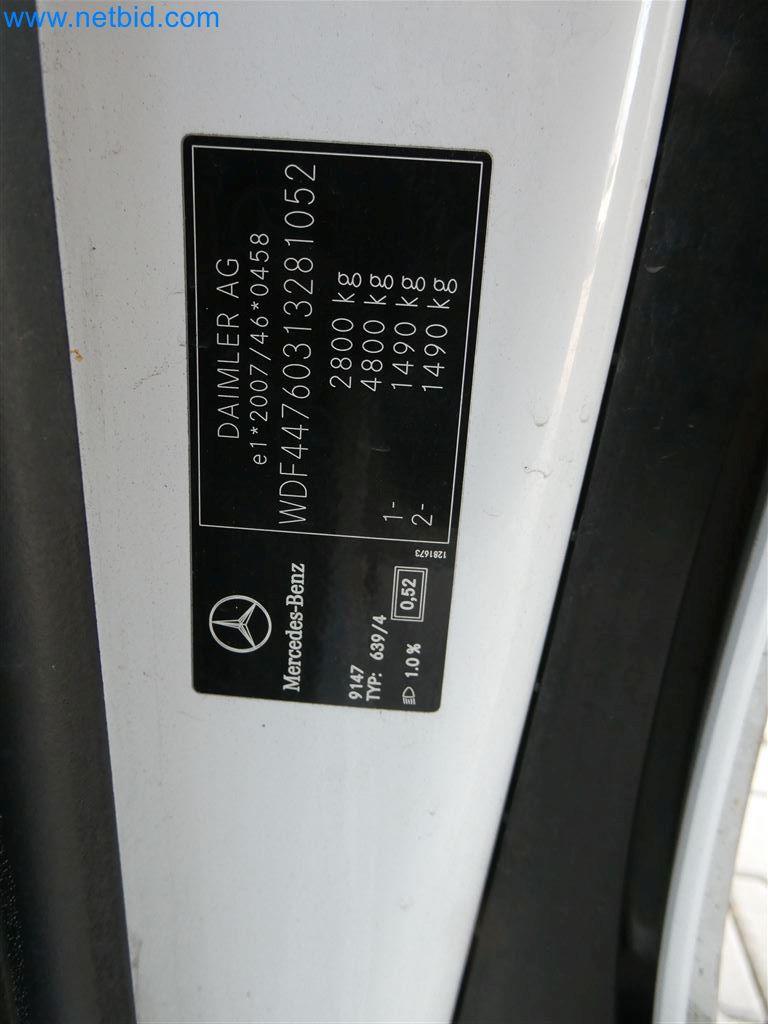 www.netbid.com
DAIMLER AG
e1*2007/46*0458
WDF44760313281052
2800 kg
4800 kg
1- 1490 kg
2- 1490 kg
Mercedes-Benz
9147
TYP: 639/4
1.0 %
0,52
1281673